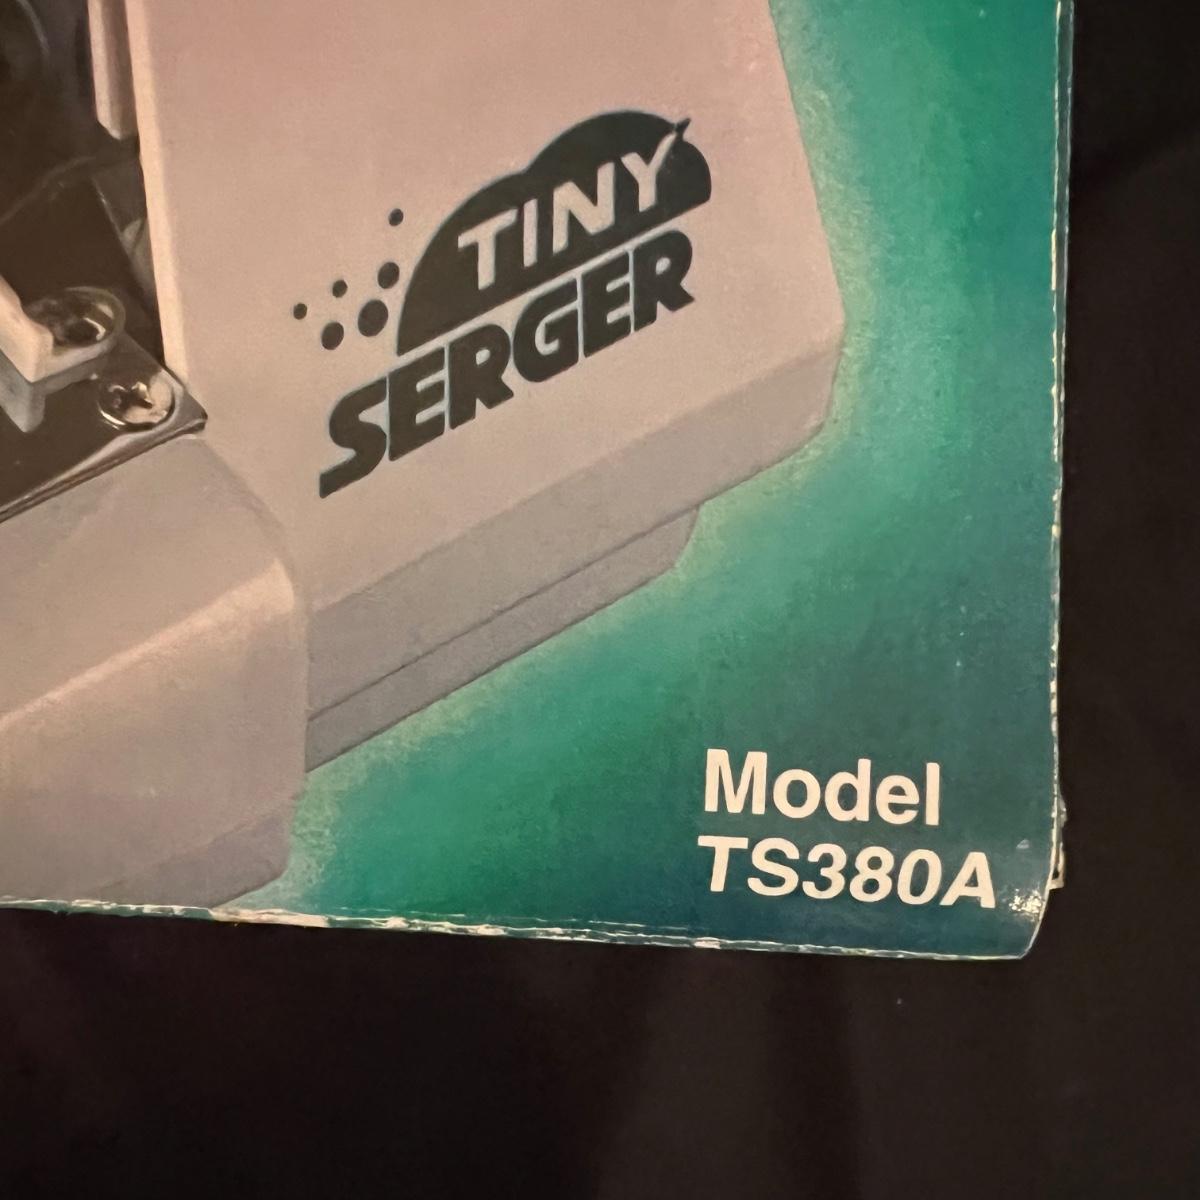 TINY
SERGER
Model
TS380A